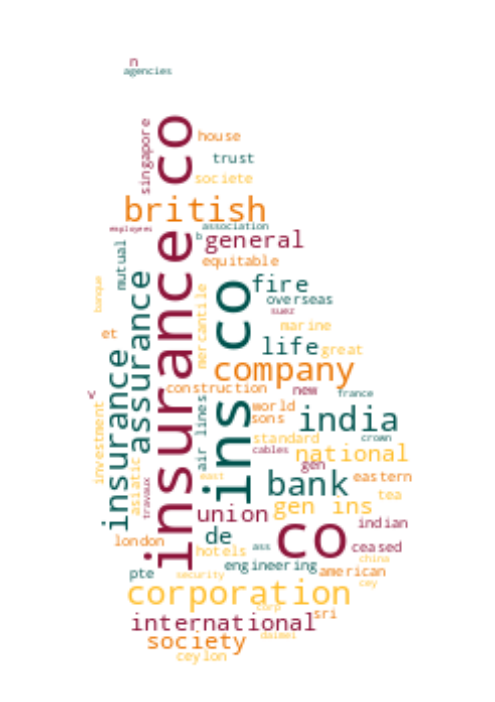 n
agencies
insurance co
singapore
house
trust
societe
british
association
employees
b
general
mutual
equitable
banque
insurance
assurance
mercantile
ins co
fire
overseas
suez
marine
et
life
great
company
construction
new
france
v
investment
asiatic
travaux
air lines
world
sons
india
crown
standard
cables
national
gen
east
bank
eastern
gen ins
tea
union
indian
london
de
co
hotels
ass
ceased
china
pte
security
engineering
american
cey
corporation
corp
international
sri
society
daimei
ceylon